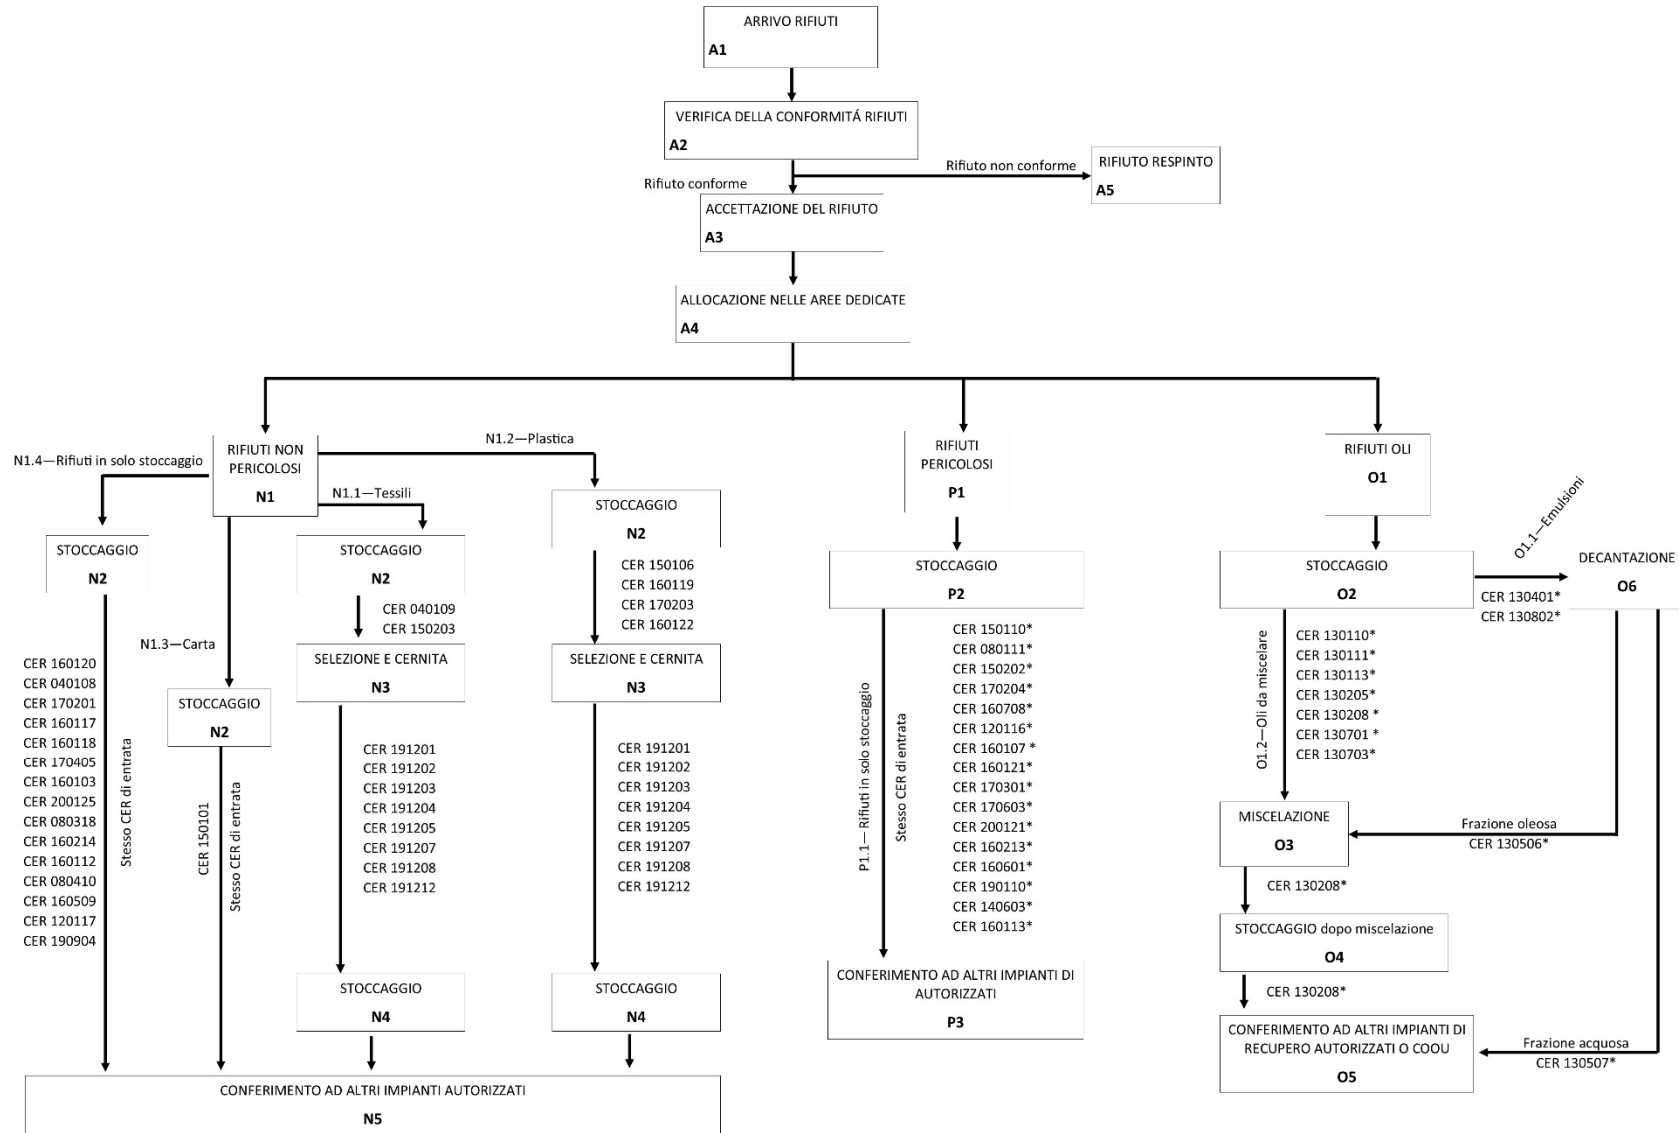 ARRIVO RIFIUTI
A1
VERIFICA DELLA CONFORMITÁ RIFIUTI
A2
Rifiuto non conforme
RIFIUTO RESPINTO
A5
Rifiuto conforme
ACCETTAZIONE DEL RIFIUTO
A3
ALLOCAZIONE NELLE AREE DEDICATE
A4
RIFIUTI NON
PERICOLOSI
N1
N1.4—Rifiuti in solo stoccaggio
STOCCAGGIO
N2
CER 160120
CER 040108
CER 170201
CER 160117
CER 160118
CER 170405
CER 160103
CER 200125
CER 080318
CER 160214
CER 160112
CER 080410
CER 160509
CER 120117
CER 190904
Stesso CER di entrata
N1.3—Carta
STOCCAGGIO
N2
CER 150101
Stesso CER di entrata
N1.1—Tessili
STOCCAGGIO
N2
CER 040109
CER 150203
SELEZIONE E CERNITA
N3
CER 191201
CER 191202
CER 191203
CER 191204
CER 191205
CER 191207
CER 191208
CER 191212
STOCCAGGIO
N4
N1.2—Plastica
STOCCAGGIO
N2
CER 150106
CER 160119
CER 170203
CER 160122
SELEZIONE E CERNITA
N3
CER 191201
CER 191202
CER 191203
CER 191204
CER 191205
CER 191207
CER 191208
CER 191212
STOCCAGGIO
N4
CONFERIMENTO AD ALTRI IMPIANTI AUTORIZZATI
N5
RIFIUTI
PERICOLOSI
P1
STOCCAGGIO
P2
P1.1— Rifiuti in solo stoccaggio
Stesso CER di entrata
CER 150110*
CER 080111*
CER 150202*
CER 170204*
CER 160708*
CER 120116*
CER 160107 *
CER 160121*
CER 170301*
CER 170603*
CER 200121*
CER 160213*
CER 160601*
CER 190110*
CER 140603*
CER 160113*
CONFERIMENTO AD ALTRI IMPIANTI DI
AUTORIZZATI
P3
RIFIUTI OLI
O1
STOCCAGGIO
O2
O1.1—Emulsioni
CER 130401*
CER 130802*
DECANTAZIONE
O6
O1.2—Oli da miscelare
CER 130110*
CER 130111*
CER 130113*
CER 130205*
CER 130208 *
CER 130701 *
CER 130703*
MISCELAZIONE
O3
Frazione oleosa
CER 130506*
CER 130208*
STOCCAGGIO dopo miscelazione
O4
CER 130208*
CONFERIMENTO AD ALTRI IMPIANTI DI
RECUPERO AUTORIZZATI O COOU
O5
Frazione acquosa
CER 130507*